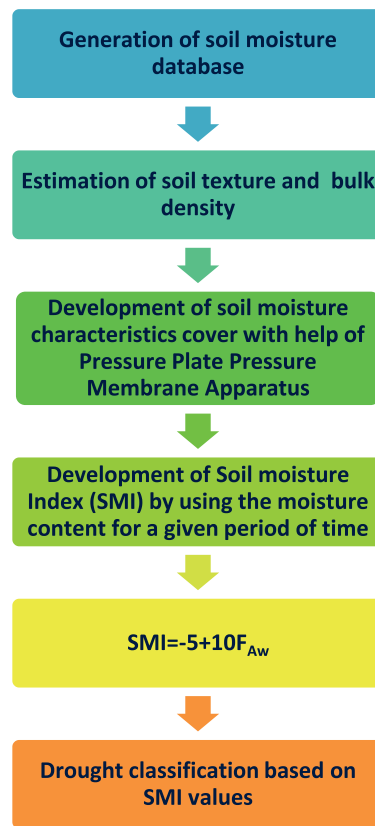 Generation of soil moisture
database
Estimation of soil texture and bulk
density
Development of soil moisture
characteristics cover with help of
Pressure Plate Pressure
Membrane Apparatus
Development of Soil moisture
Index (SMI) by using the moisture
content for a given period of time
SMI=-5+10F_Aw
Drought classification based on
SMI values